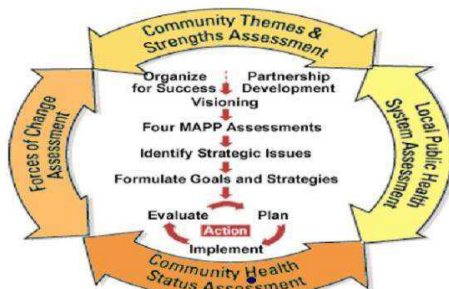 Community Themes &
Strengths Assessment
Organize
for Success
Partnership
Development
Visioning
Four MAPP Assessments
Identify Strategic Issues
Formulate Goals and Strategies
Evaluate
Plan
Action
Implement
Forces of Change
Assessment
Local Public Health
System Assessment
Community Health
Status Assessment